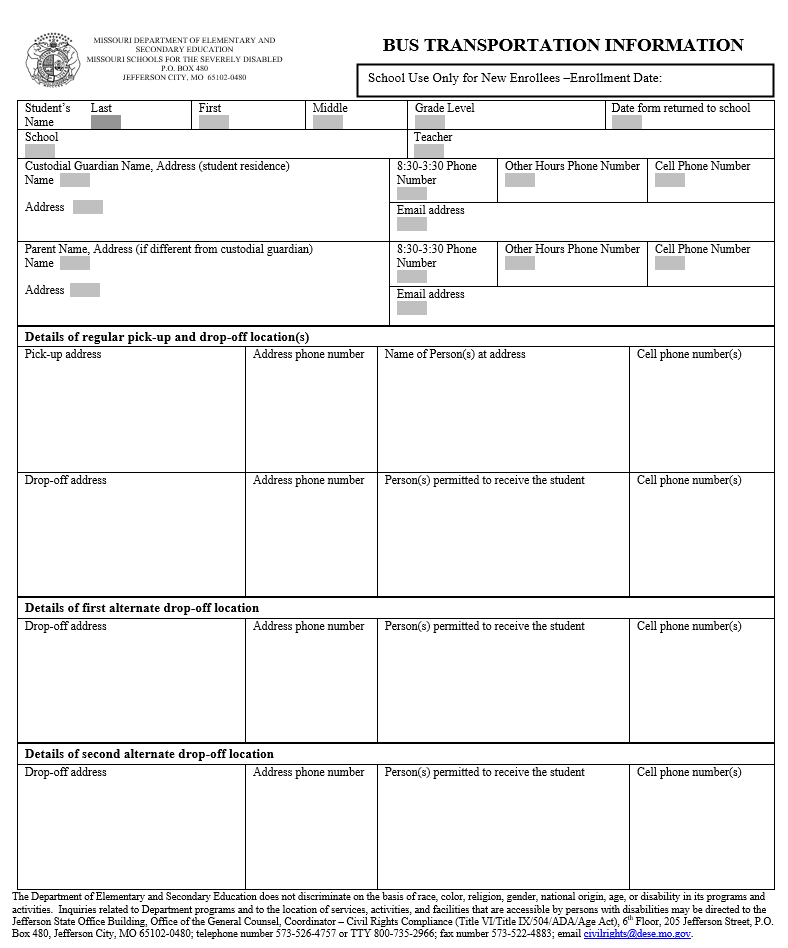 MISSOURI DEPARTMENT OF ELEMENTARY AND
SECONDARY EDUCATION
MISSOURI SCHOOLS FOR THE SEVERELY DISABLED
P.O. BOX 480
JEFFERSON CITY, MO 65102-0480
BUS TRANSPORTATION INFORMATION
School Use Only for New Enrollees –Enrollment Date:
Student's Last First Middle Grade Level Date form returned to school
Name
School Teacher
Custodial Guardian Name, Address (student residence) 8:30-3:30 Phone Other Hours Phone Number Cell Phone Number
Name Number
Address Email address
Parent Name, Address (if different from custodial guardian) 8:30-3:30 Phone Other Hours Phone Number Cell Phone Number
Name Number
Address Email address
Details of regular pick-up and drop-off location(s)
Pick-up address Address phone number Name of Person(s) at address Cell phone number(s)
Drop-off address Address phone number Person(s) permitted to receive the student Cell phone number(s)
Details of first alternate drop-off location
Drop-off address Address phone number Person(s) permitted to receive the student Cell phone number(s)
Details of second alternate drop-off location
Drop-off address Address phone number Person(s) permitted to receive the student Cell phone number(s)
The Department of Elementary and Secondary Education does not discriminate on the basis of race, color, religion, gender, national origin, age, or disability in its programs and
activities. Inquiries related to Department programs and to the location of services, activities, and facilities that are accessible by persons with disabilities may be directed to the
Jefferson State Office Building, Office of the General Counsel, Coordinator – Civil Rights Compliance (Title VI/Title IX/504/ADA/Age Act), 6th Floor, 205 Jefferson Street, P.O.
Box 480, Jefferson City, MO 65102-0480; telephone number 573-526-4757 or TTY 800-735-2966; fax number 573-522-4883; email civilrights@dese.mo.gov.